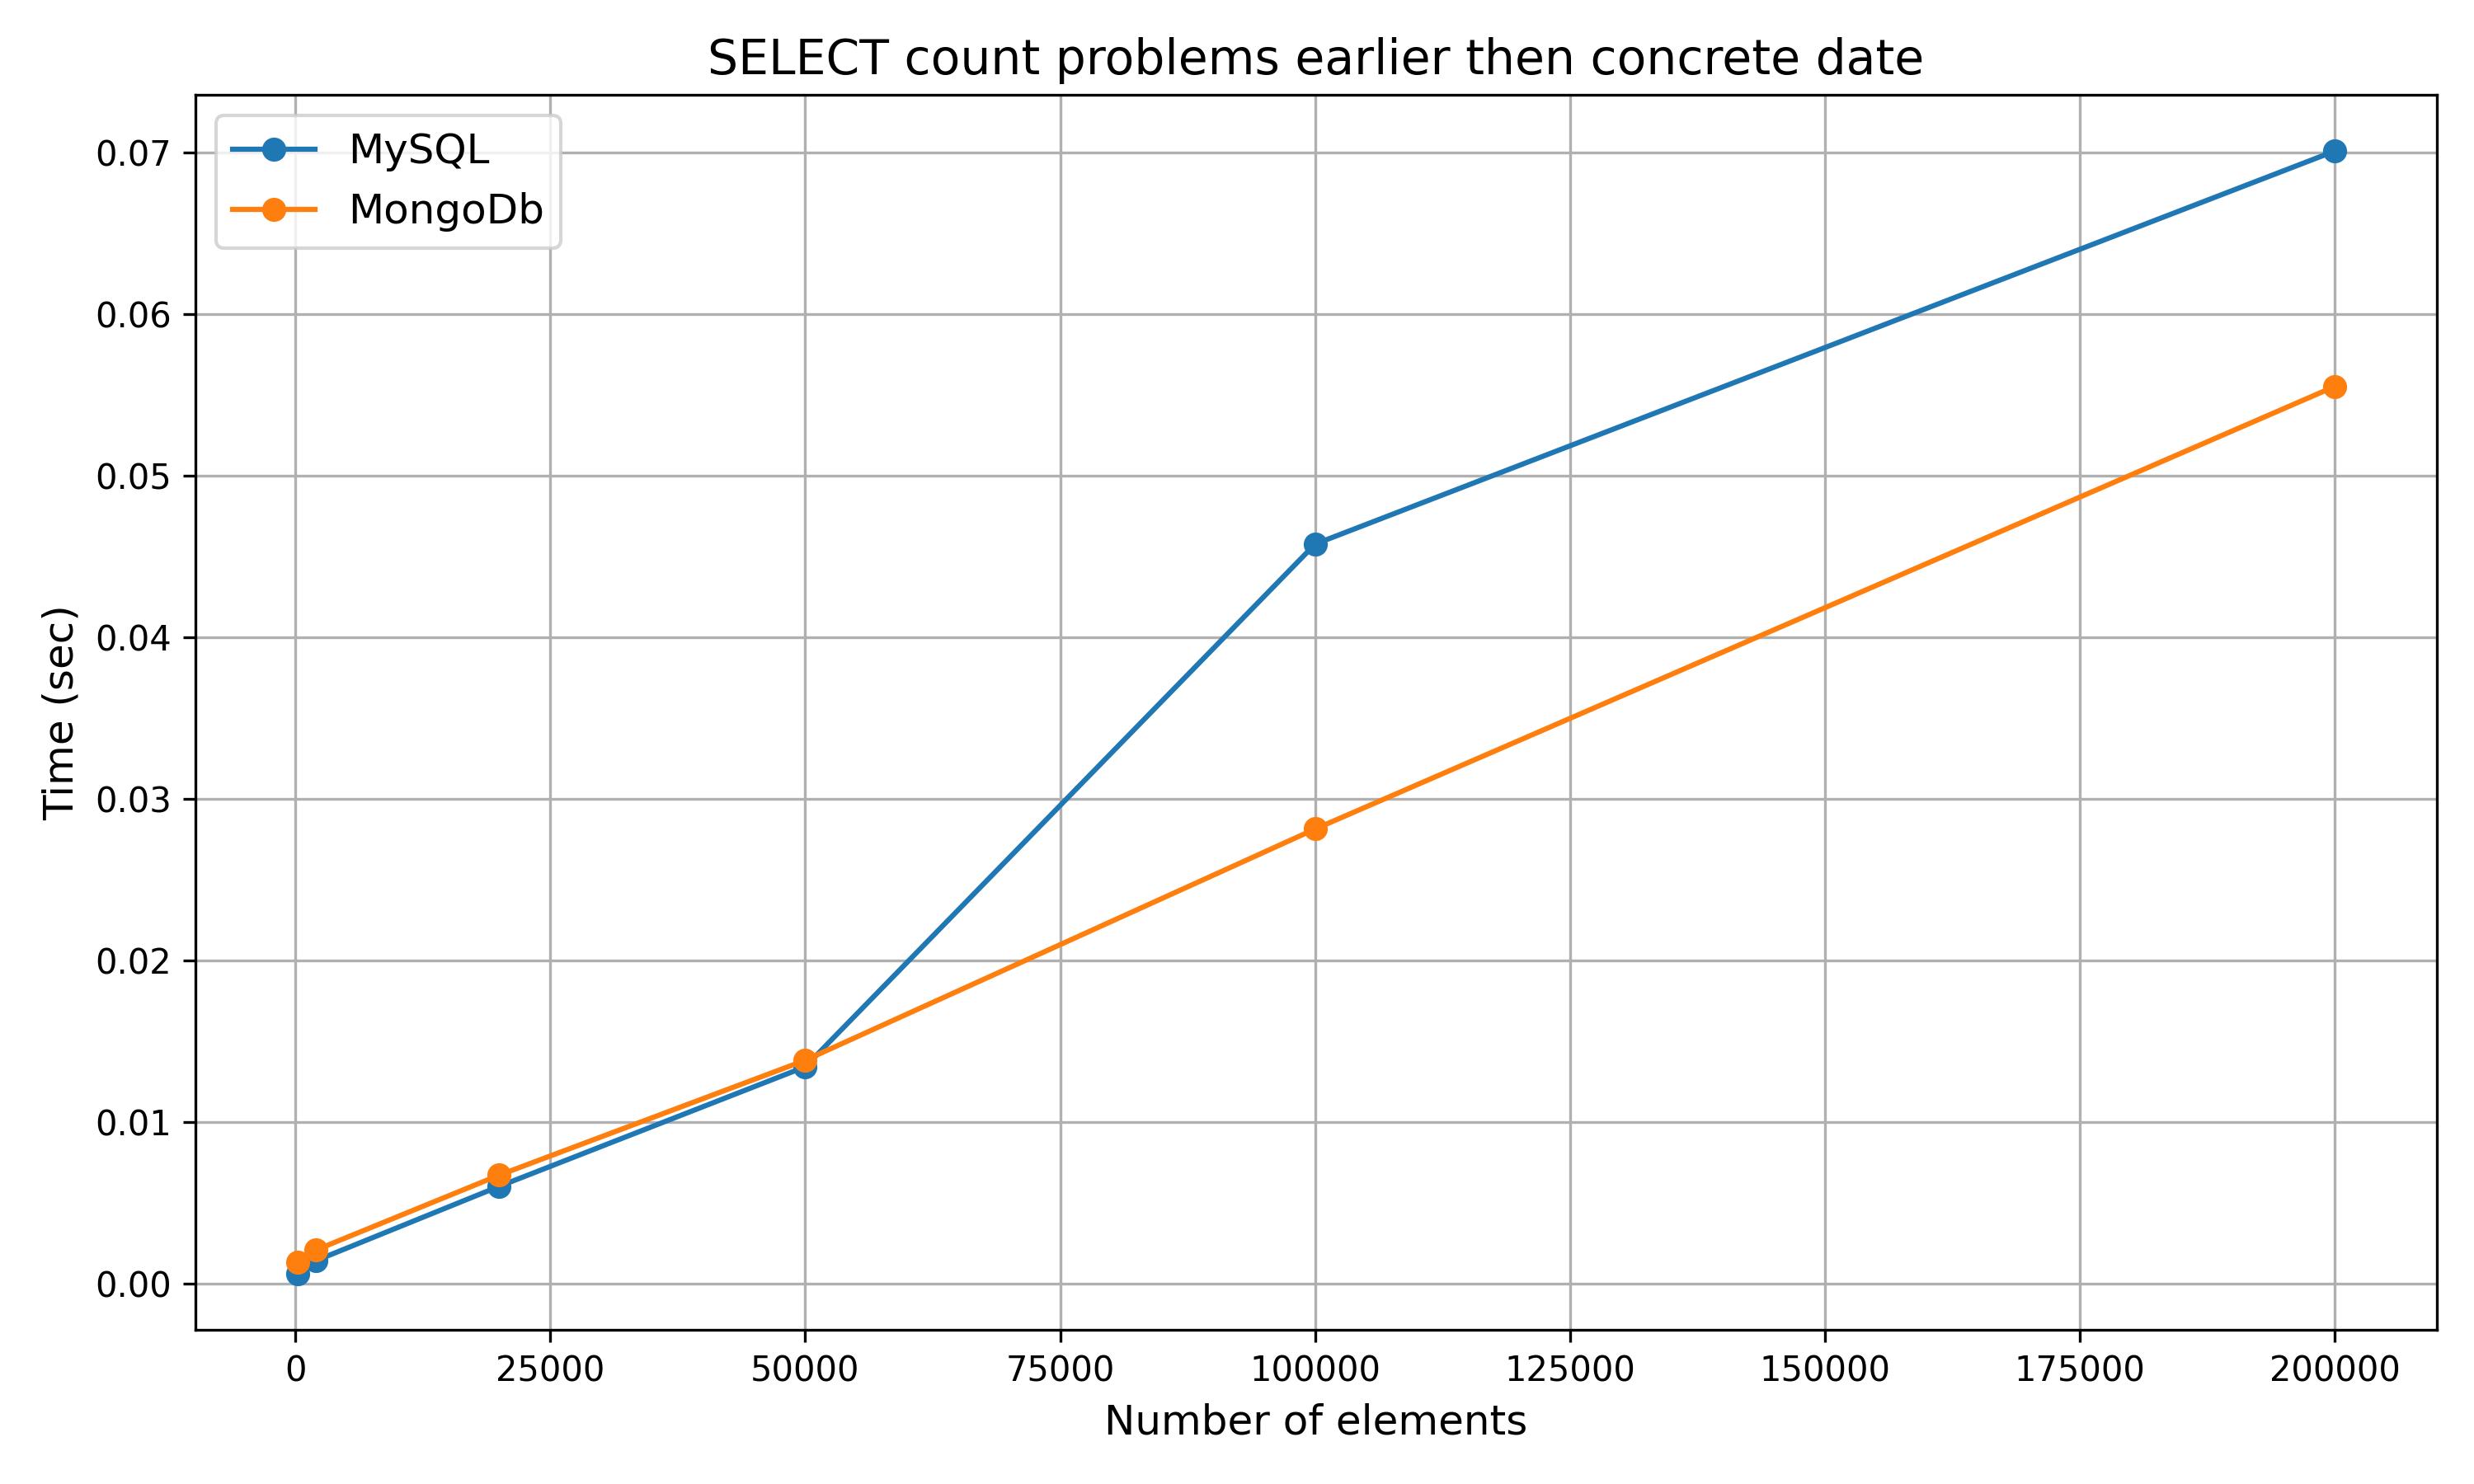 SELECT count problems earlier then concrete date
MySQL
MongoDb
0.07
0.06
0.05
0.04
0.03
0.02
0.01
0.00
Time (sec)
0 25000 50000 75000 100000 125000 150000 175000 200000
Number of elements